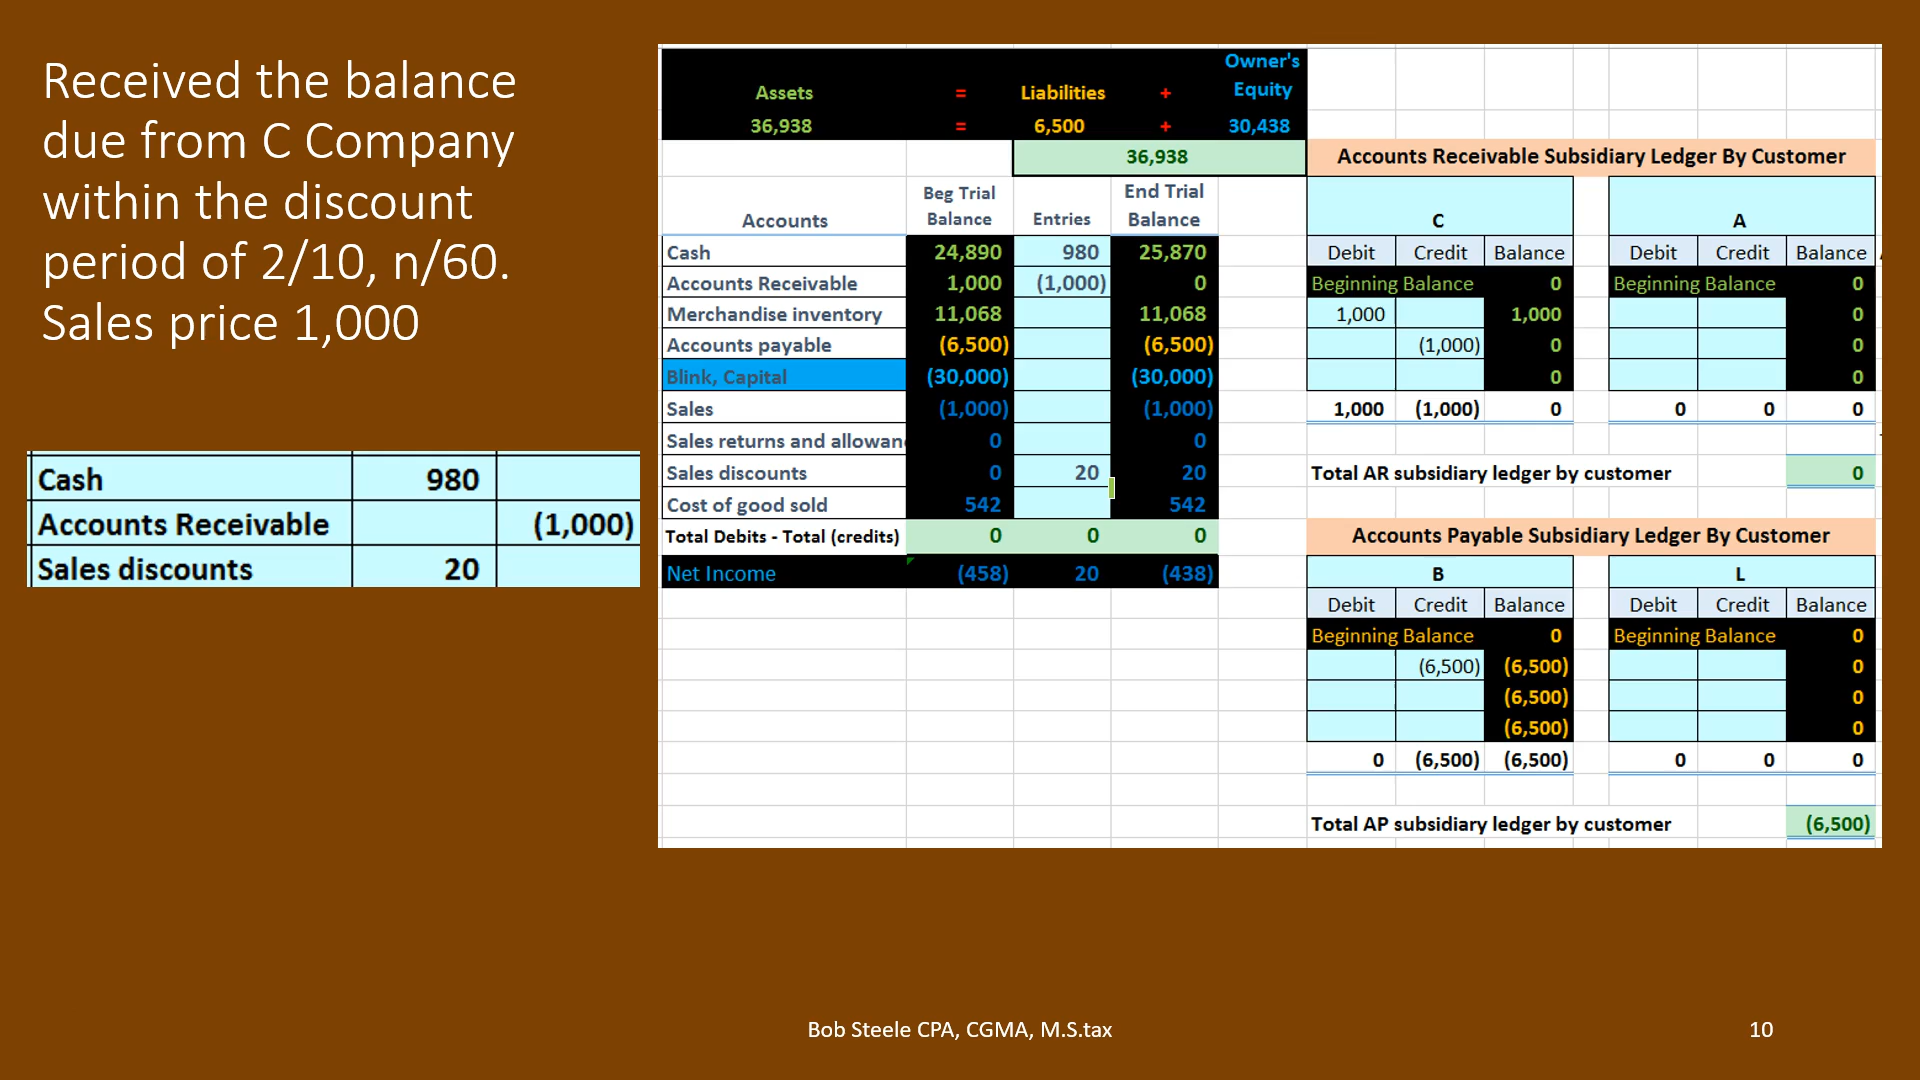 Received the balance
due from C Company
within the discount
period of 2/10, n/60.
Sales price 1,000
Cash 980
Accounts Receivable (1,000)
Sales discounts 20
Owner's
Assets = Liabilities + Equity
36,938 = 6,500 + 30,438
36,938
Beg Trial End Trial
Accounts Balance Entries Balance
Cash 24,890 980 25,870
Accounts Receivable 1,000 (1,000) 0
Merchandise inventory 11,068 11,068
Accounts payable (6,500) (6,500)
Blink, Capital (30,000) (30,000)
Sales (1,000) (1,000)
Sales returns and allowan 0 0
Sales discounts 0 20 20
Cost of good sold 542 542
Total Debits - Total (credits) 0 0 0
Net Income (458) 20 (438)
Accounts Receivable Subsidiary Ledger By Customer
C A
Debit Credit Balance Debit Credit Balance
Beginning Balance 0 Beginning Balance 0
1,000 1,000 0
(1,000) 0 0
0 0
1,000 (1,000) 0 0 0 0
Total AR subsidiary ledger by customer 0
Accounts Payable Subsidiary Ledger By Customer
B L
Debit Credit Balance Debit Credit Balance
Beginning Balance 0 Beginning Balance 0
(6,500) (6,500) 0
(6,500) 0
(6,500) 0
0 (6,500) (6,500) 0 0 0
Total AP subsidiary ledger by customer (6,500)
Bob Steele CPA, CGMA, M.S.tax 10